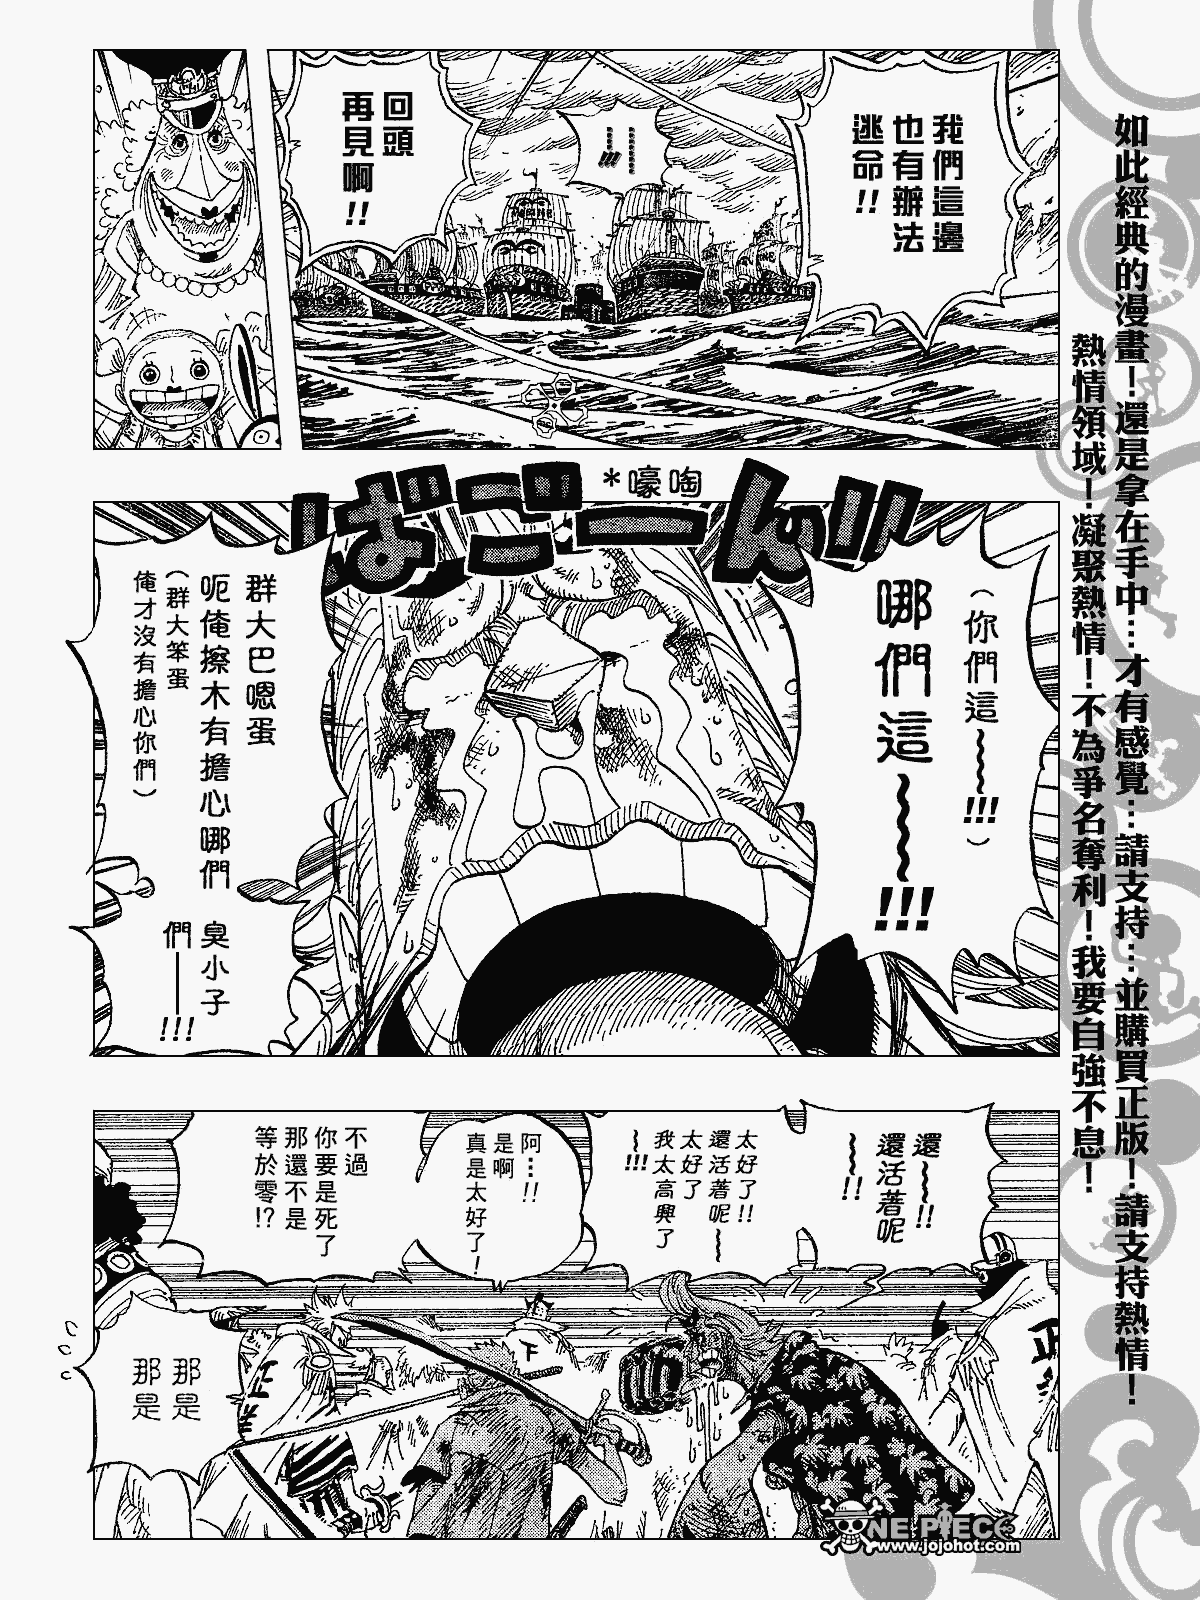 我們這邊
也有辦法
逃命!!
…………
……!!!
回頭
再見啊!!
*嚎啕
ばごーん!!
(你們這~~!!!)
哪們這~~~!!!
群大巴嗯蛋
(群大笨蛋
呃俺擦木有擔心哪們
俺才沒有擔心你們)
臭小子
們——!!!
還~~!!
還活著呢
~~!!
太好了!!
還活著呢~
太好了
我太高興了
~!!!
阿…!!
是啊
真是太好了!
不過
你要是死了
那還不是
等於零!?
那是
那是
正
下
正
ONE PIECE
www.jojohot.com
如此經典的漫畫!還是拿在手中…才有感覺…請支持…並購買正版!請支持熱情!
熱情領域!凝聚熱情!不為爭名奪利!我要自強不息!